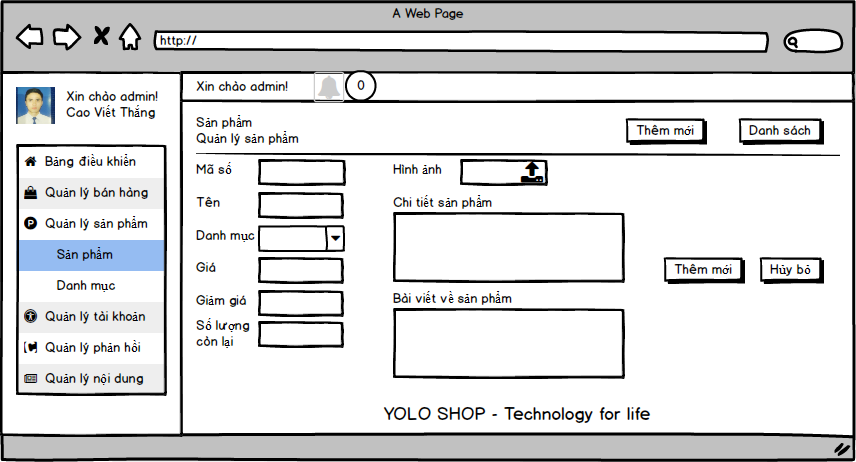 A Web Page
http://
Xin chào admin!
Cao Viết Thắng
Bảng điều khiển
Quản lý bán hàng
Quản lý sản phẩm
Sản phẩm
Danh mục
Quản lý tài khoản
Quản lý phản hồi
Quản lý nội dung
Xin chào admin!
0
Sản phẩm
Quản lý sản phẩm
Thêm mới
Danh sách
Mã số
Tên
Danh mục
Giá
Giảm giá
Số lượng
còn lại
Hình ảnh
Chi tiết sản phẩm
Bài viết về sản phẩm
Thêm mới
Hủy bỏ
YOLO SHOP - Technology for life